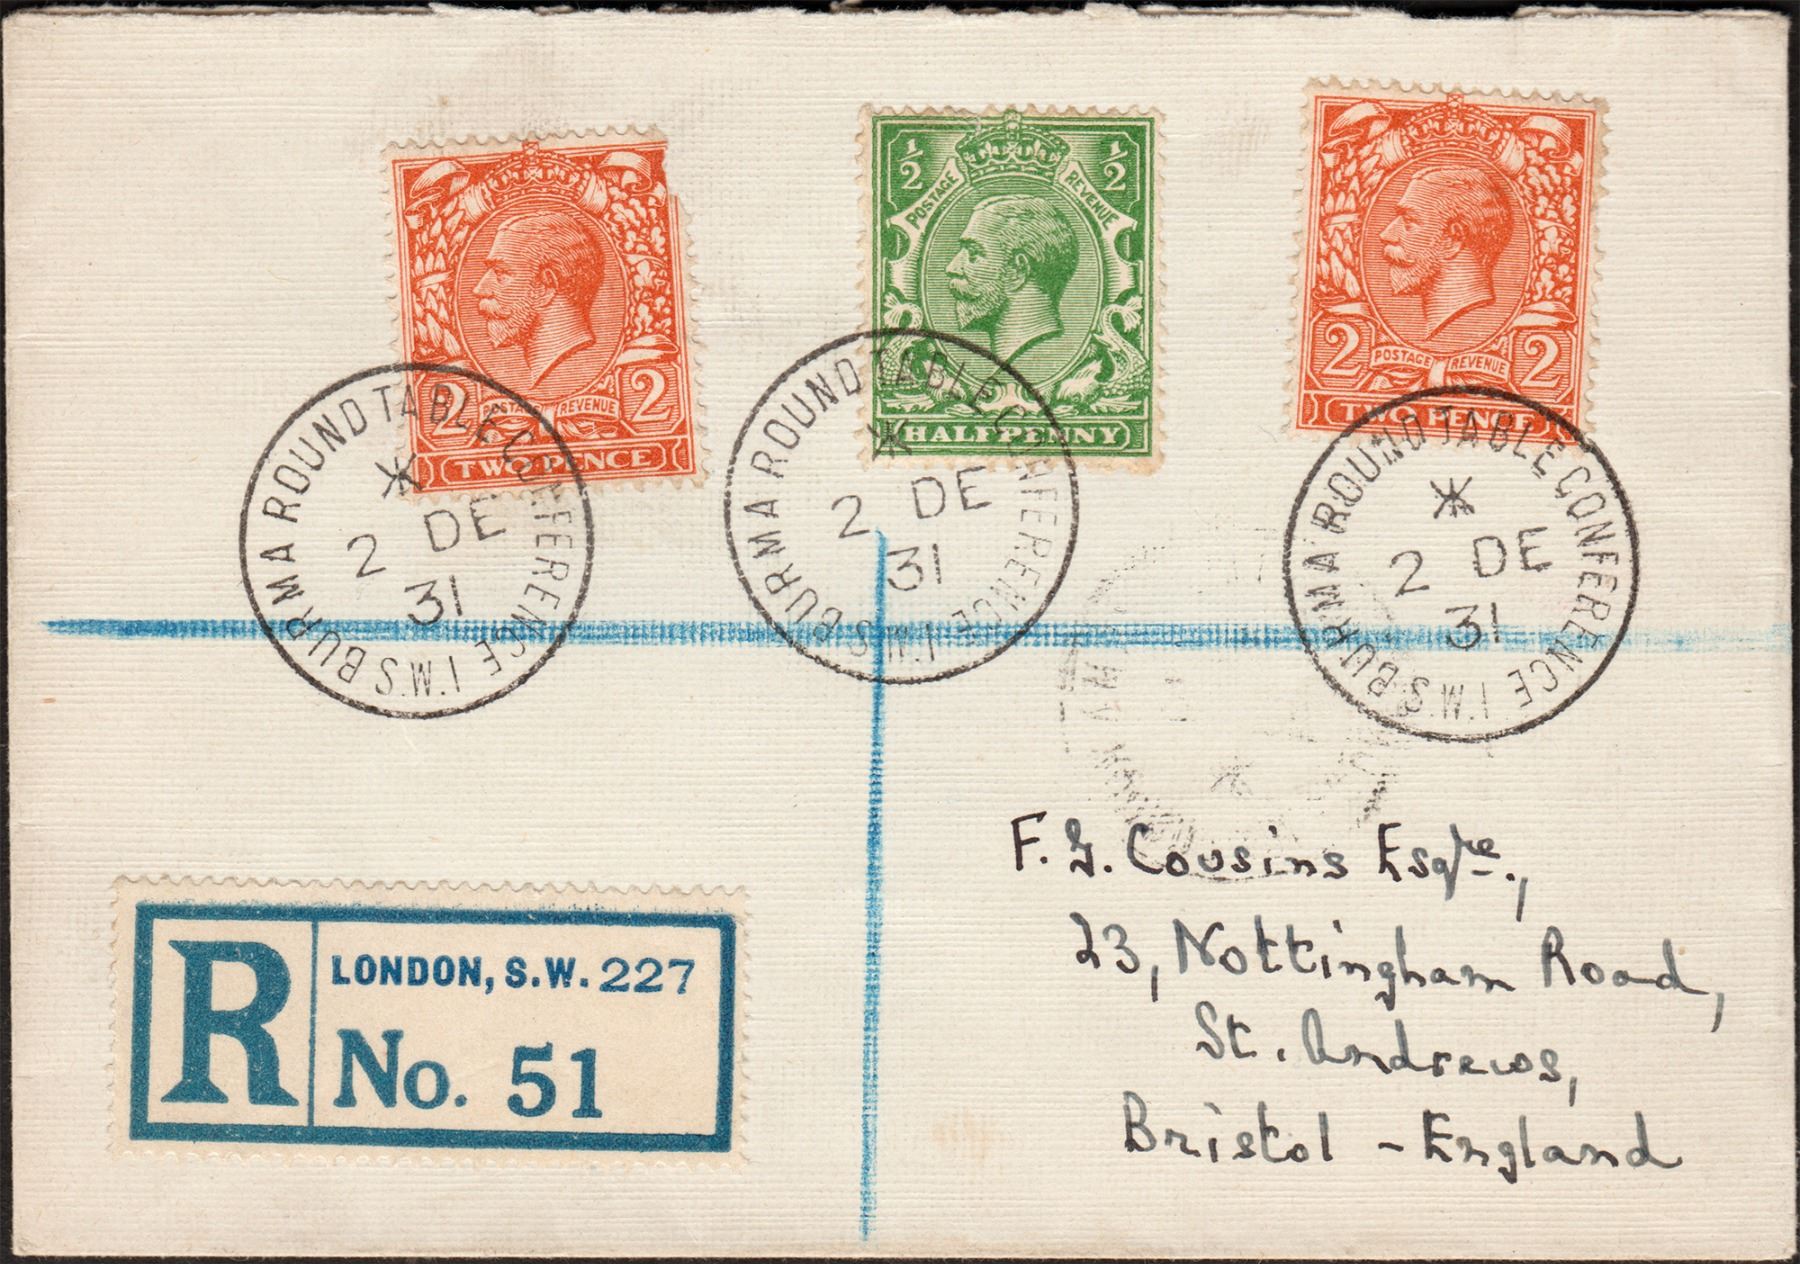 POSTAGE REVENUE
2 2
TWO PENCE
½ ½
POSTAGE REVENUE
HALFPENNY
2 POSTAGE REVENUE 2
TWO PENCE
BURMA ROUND TABLE CONFERENCE
2 DE
31
S.W.1
BURMA ROUND TABLE CONFERENCE
2 DE
31
S.W.1
BURMA ROUND TABLE CONFERENCE
2 DE
31
S.W.1
F. G. Cousins Esqre.,
23, Nottingham Road,
St. Andrews,
Bristol - England
R
LONDON, S.W. 227
No. 51